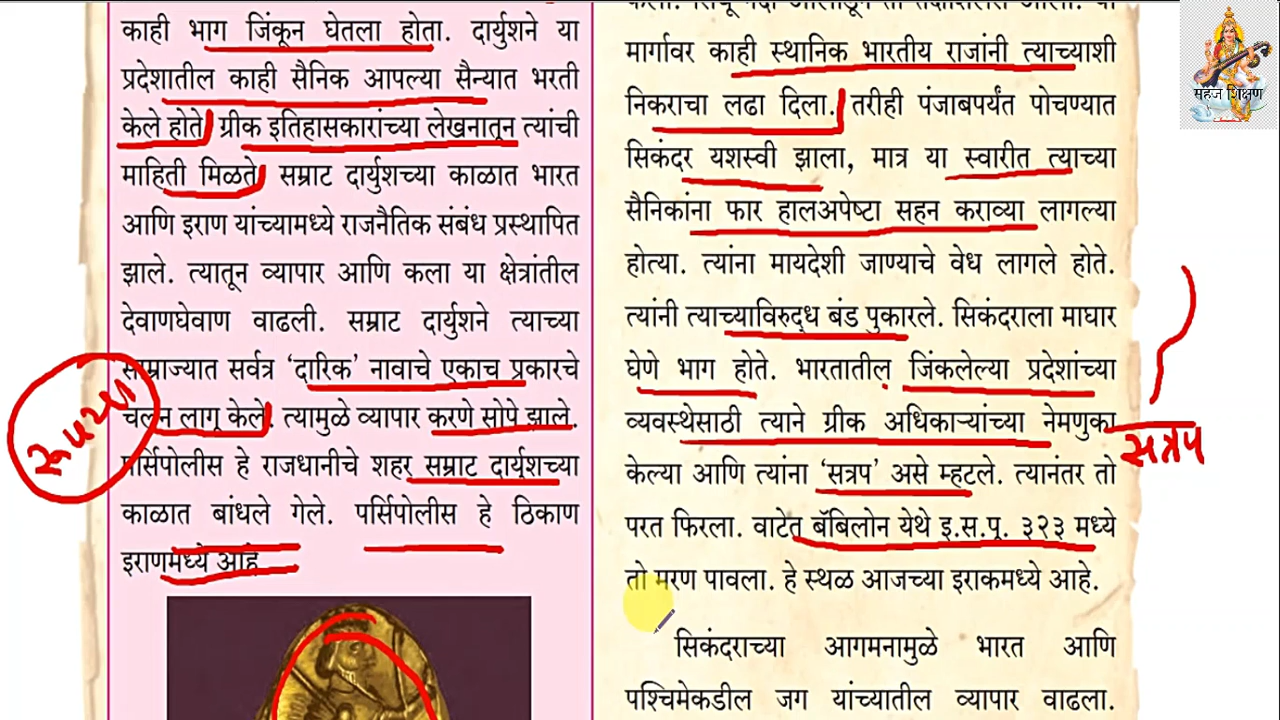 काही भाग जिंकून घेतला होता. दार्युशने या
प्रदेशातील काही सैनिक आपल्या सैन्यात भरती
केले होते. ग्रीक इतिहासकारांच्या लेखनातून त्यांची
माहिती मिळते. सम्राट दार्युशच्या काळात भारत
आणि इराण यांच्यामध्ये राजनैतिक संबंध प्रस्थापित
झाले. त्यातून व्यापार आणि कला या क्षेत्रांतील
देवाणघेवाण वाढली. सम्राट दार्युशने त्याच्या
साम्राज्यात सर्वत्र ‘दारिक’ नावाचे एकाच प्रकारचे
चलन लागू केले. त्यामुळे व्यापार करणे सोपे झाले.
पर्सिपोलीस हे राजधानीचे शहर सम्राट दार्युशच्या
काळात बांधले गेले. पर्सिपोलीस हे ठिकाण
इराणमध्ये आहे.
रुपया
मार्गावर काही स्थानिक भारतीय राजांनी त्याच्याशी
निकराचा लढा दिला. तरीही पंजाबपर्यंत पोचण्यात
सिकंदर यशस्वी झाला, मात्र या स्वारीत त्याच्या
सैनिकांना फार हालअपेष्टा सहन कराव्या लागल्या
होत्या. त्यांना मायदेशी जाण्याचे वेध लागले होते.
त्यांनी त्याच्याविरुद्ध बंड पुकारले. सिकंदराला माघार
घेणे भाग होते. भारतातील जिंकलेल्या प्रदेशांच्या
व्यवस्थेसाठी त्याने ग्रीक अधिकाऱ्यांच्या नेमणुका
केल्या आणि त्यांना ‘सत्रप’ असे म्हटले. त्यानंतर तो
परत फिरला. वाटेत बॅबिलोन येथे इ.स.पू. ३२३ मध्ये
तो मरण पावला. हे स्थळ आजच्या इराकमध्ये आहे.
सिकंदराच्या आगमनामुळे भारत आणि
पश्चिमेकडील जग यांच्यातील व्यापार वाढला.
सत्रप
सहज शिक्षण